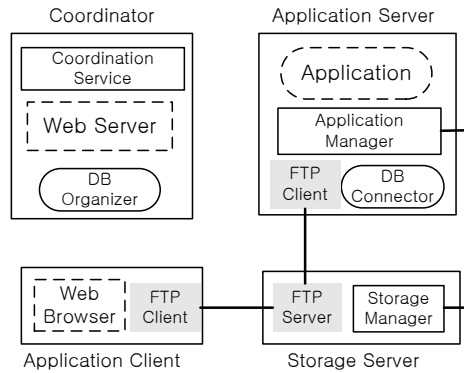 Coordinator
Coordination
Service
Web Server
DB
Organizer
Application Server
Application
Application
Manager
FTP
Client
DB
Connector
Web
Browser
FTP
Client
Application Client
FTP
Server
Storage
Manager
Storage Server